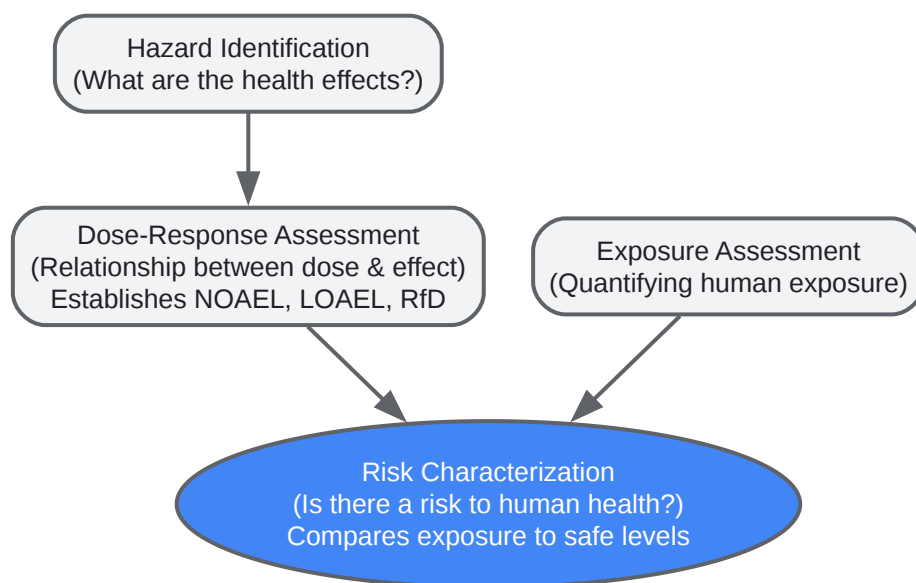 Hazard Identification
(What are the health effects?)
Dose-Response Assessment
(Relationship between dose & effect)
Establishes NOAEL, LOAEL, RfD
Exposure Assessment
(Quantifying human exposure)
Risk Characterization
(Is there a risk to human health?)
Compares exposure to safe levels